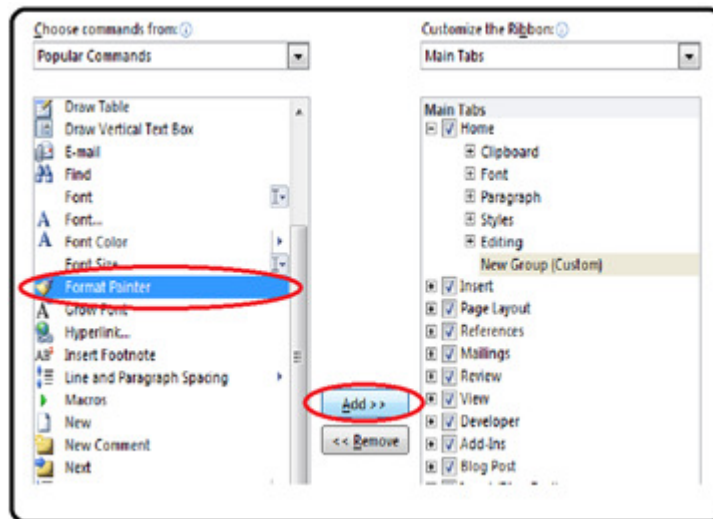 Choose commands from:
Popular Commands
Draw Table
Draw Vertical Text Box
E-mail
Find
Font
Font...
Font Color
Font Size
Format Painter
Grow Font
Hyperlink...
Insert Footnote
Line and Paragraph Spacing
Macros
New
New Comment
Next
Add >>
<< Remove
Customize the Ribbon:
Main Tabs
Main Tabs
Home
Clipboard
Font
Paragraph
Styles
Editing
New Group (Custom)
Insert
Page Layout
References
Mailings
Review
View
Developer
Add-Ins
Blog Post